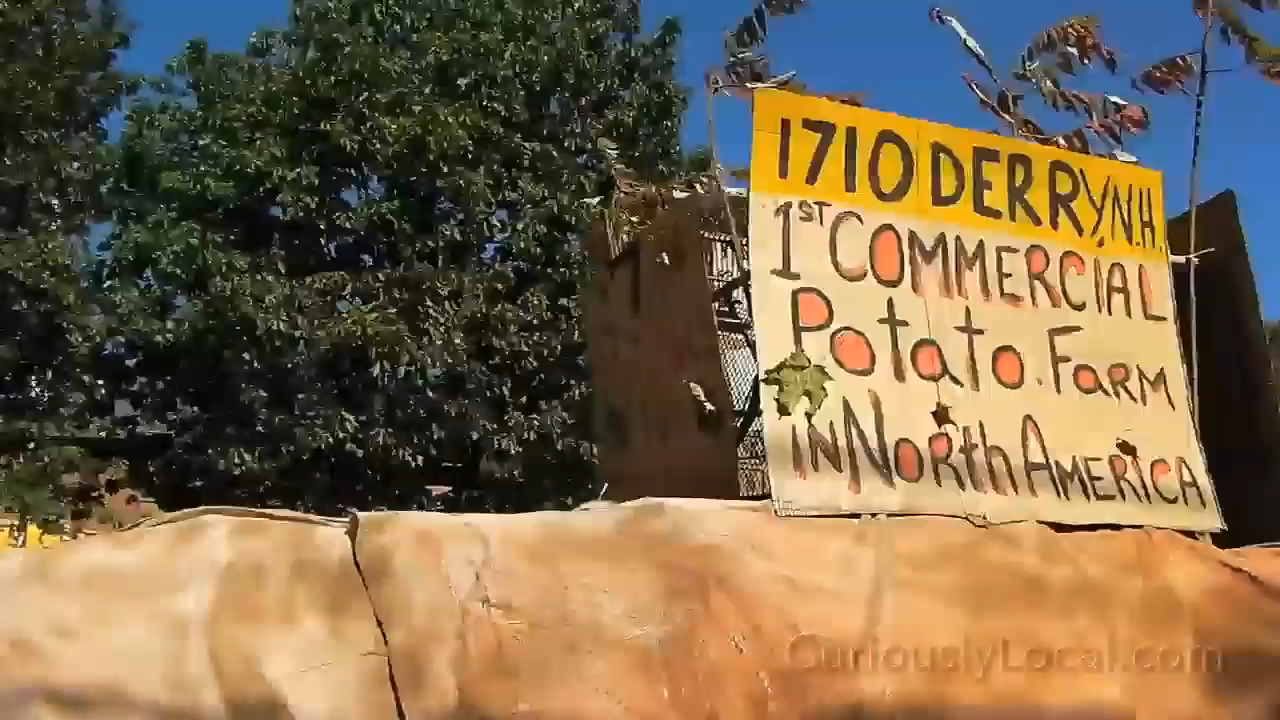 1710 DERRY N.H.
1ST COMMERCIAL
Potato Farm
IN North AMERICA
CuriouslyLocal.com